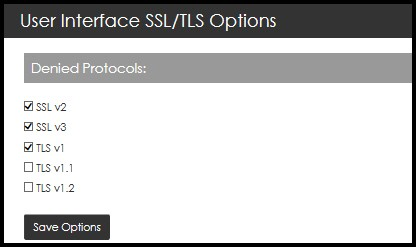 User Interface SSL/TLS Options
Denied Protocols:
SSL v2
SSL v3
TLS v1
TLS v1.1
TLS v1.2
Save Options